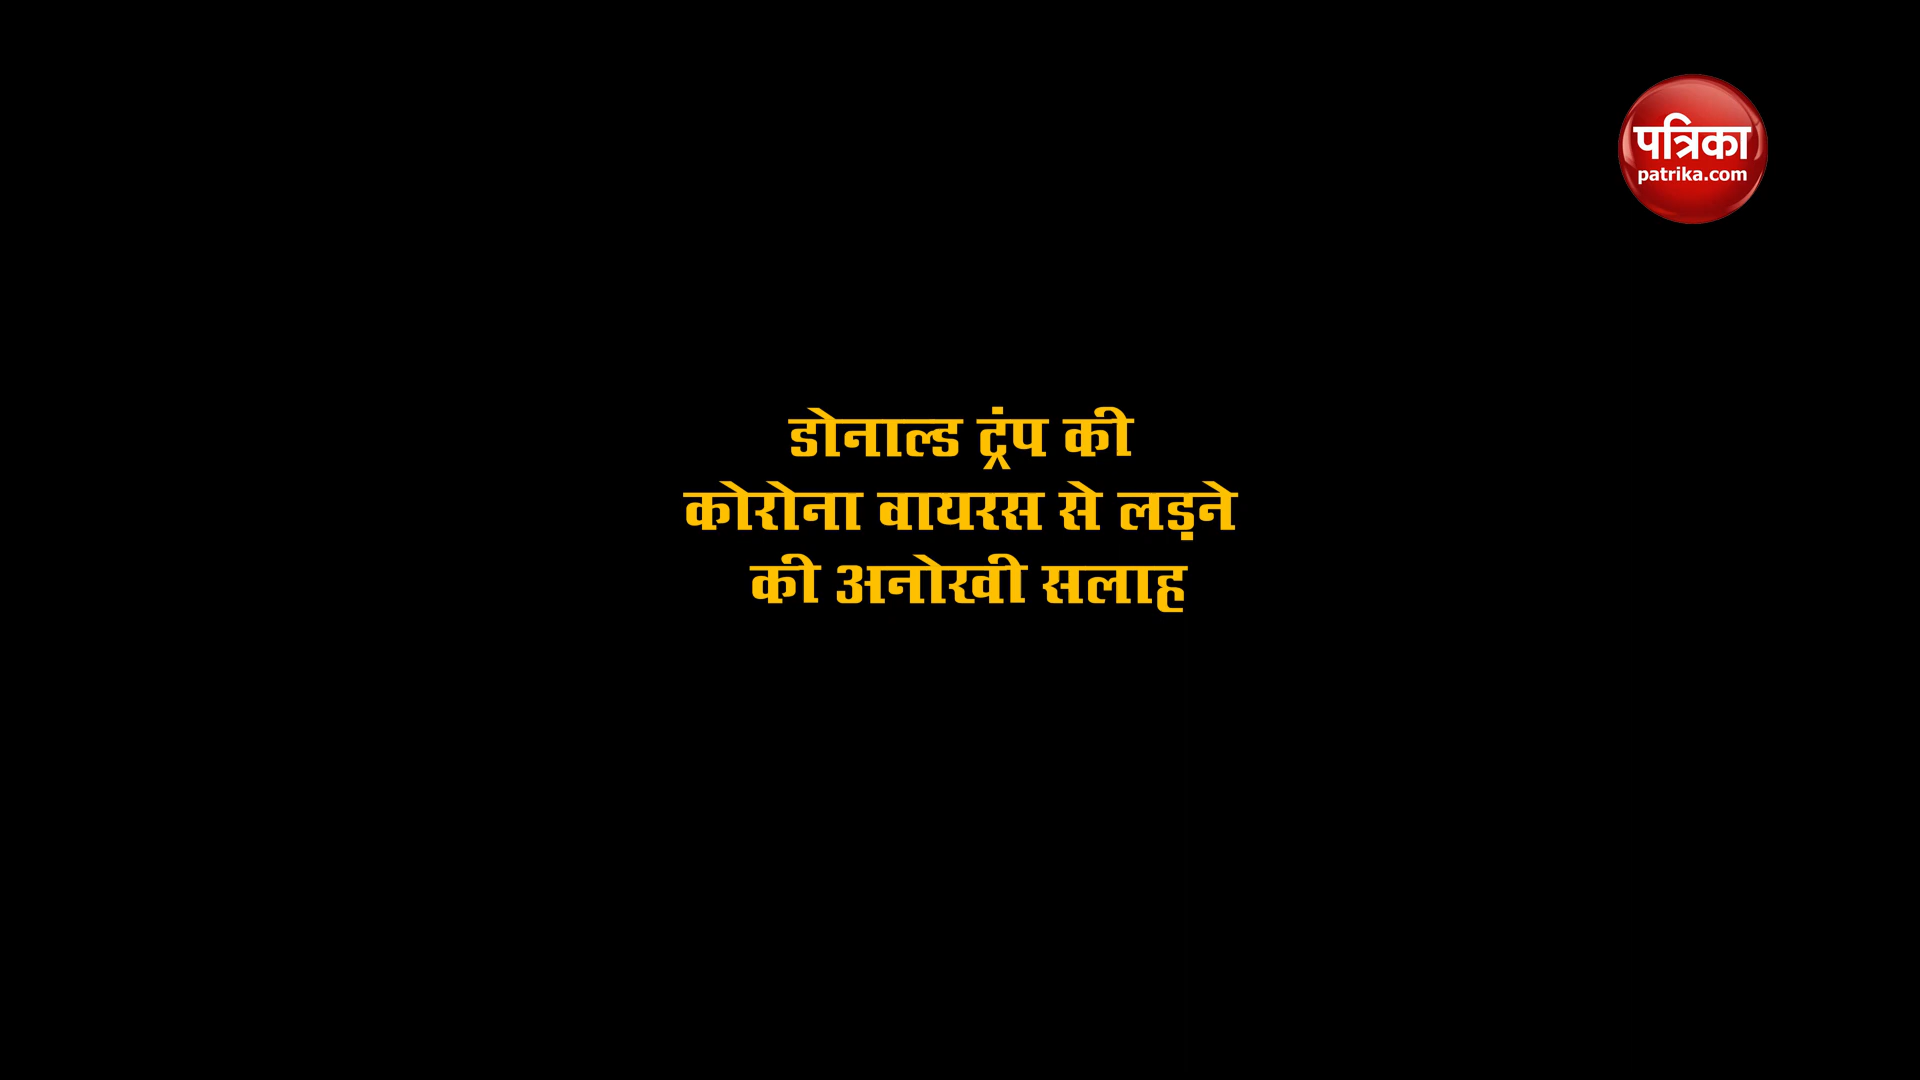 पत्रिका
patrika.com
डोनाल्ड ट्रंप की
कोरोना वायरस से लड़ने
की अनोखी सलाह